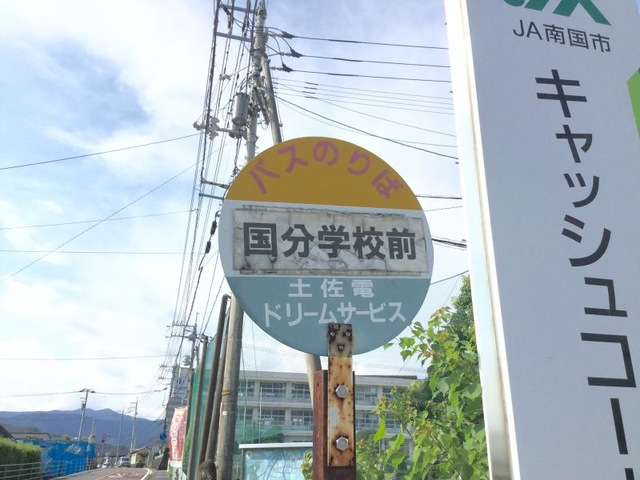 バスのりば
国分学校前
土佐電
ドリームサービス
JA南国市
キャッシュコー